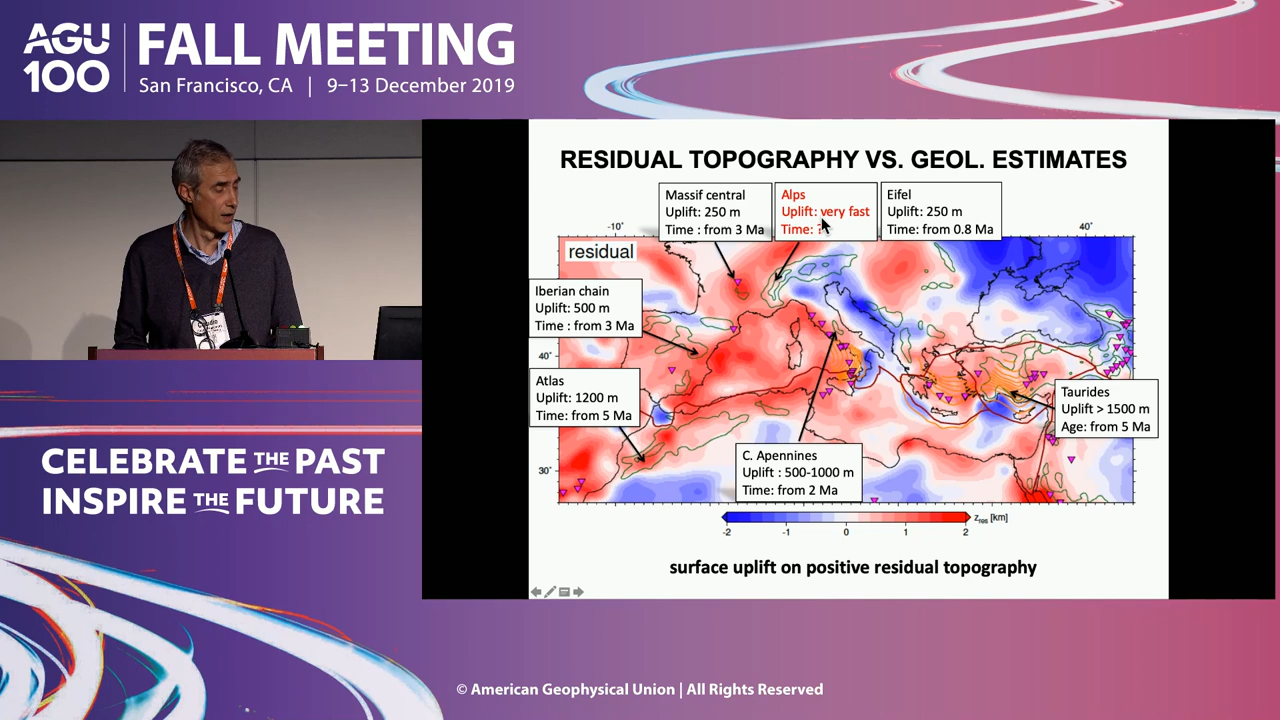 AGU
100
FALL MEETING
San Francisco, CA | 9–13 December 2019
RESIDUAL TOPOGRAPHY VS. GEOL. ESTIMATES
Massif central
Uplift: 250 m
Time : from 3 Ma
Alps
Uplift: very fast
Time: ?
Eifel
Uplift: 250 m
Time: from 0.8 Ma
-10°
40°
residual
Iberian chain
Uplift: 500 m
Time : from 3 Ma
40°
Atlas
Uplift: 1200 m
Time: from 5 Ma
Taurides
Uplift > 1500 m
Age: from 5 Ma
C. Apennines
Uplift : 500-1000 m
Time: from 2 Ma
30°
-2 -1 0 1 2
z_res [km]
surface uplift on positive residual topography
CELEBRATE THE PAST
INSPIRE THE FUTURE
© American Geophysical Union | All Rights Reserved